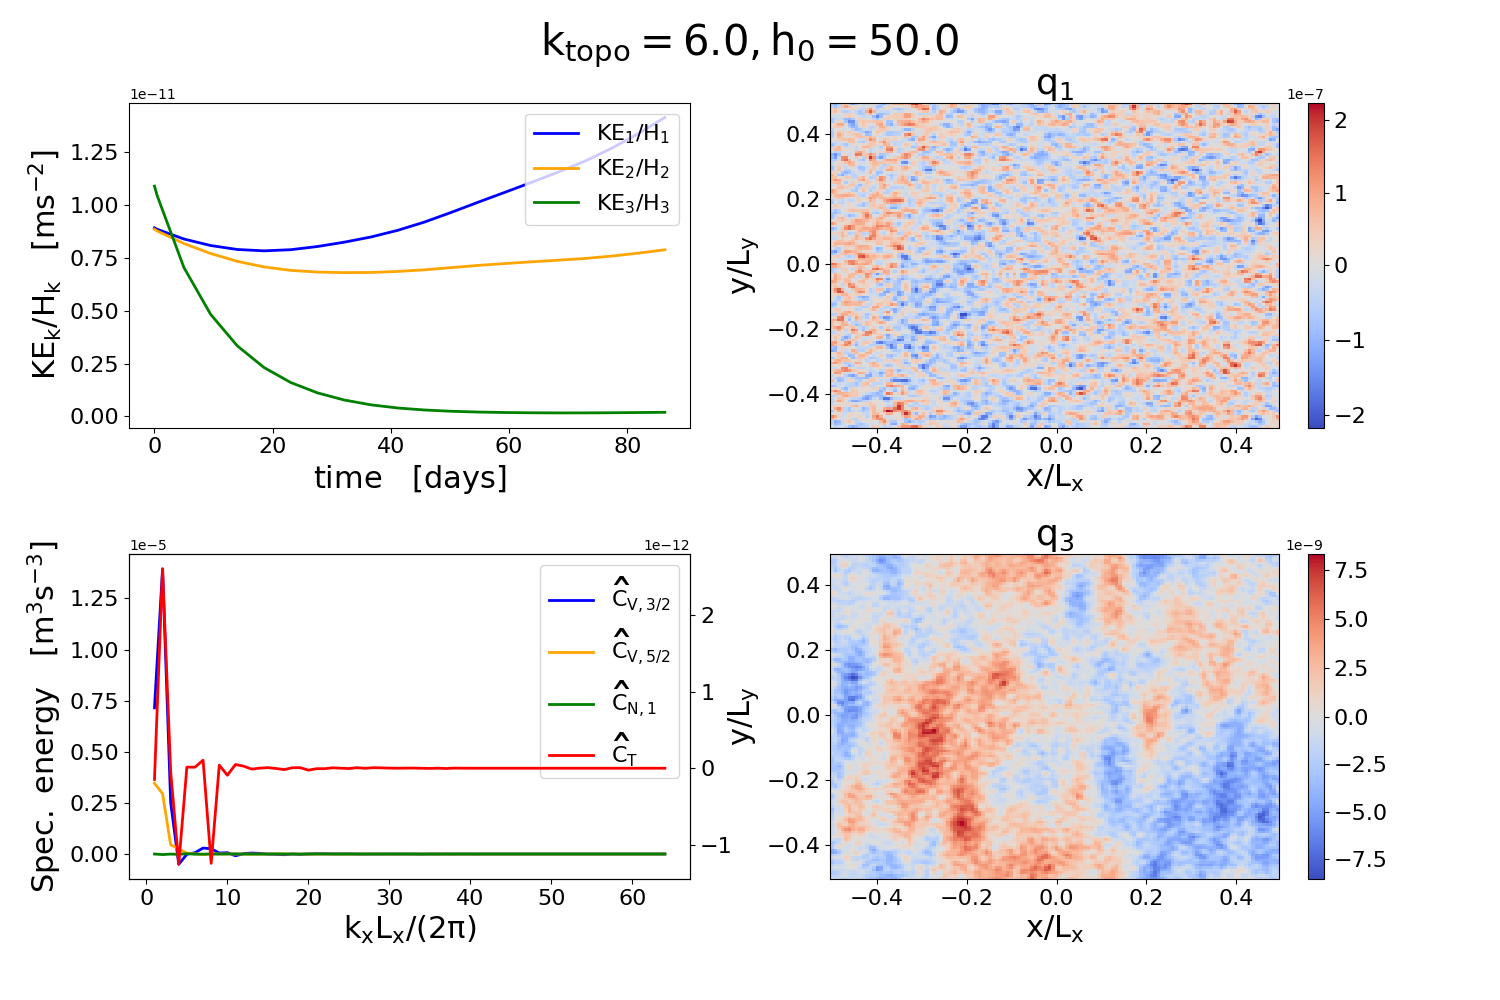 k_topo = 6.0, h_0 = 50.0
1e−11
KE_k/H_k [ms^−2]
1.25
1.00
0.75
0.50
0.25
0.00
KE_1/H_1
KE_2/H_2
KE_3/H_3
0 20 40 60 80
time [days]
q_1
1e−7
y/L_y
0.4
0.2
0.0
−0.2
−0.4
−0.4 −0.2 0.0 0.2 0.4
x/L_x
2
1
0
−1
−2
1e−5
1e−12
Spec. energy [m^3s^−3]
1.25
1.00
0.75
0.50
0.25
0.00
Ĉ_V, 3/2
Ĉ_V, 5/2
Ĉ_N, 1
Ĉ_T
2
1
0
−1
0 10 20 30 40 50 60
k_xL_x/(2π)
q_3
1e−9
y/L_y
0.4
0.2
0.0
−0.2
−0.4
−0.4 −0.2 0.0 0.2 0.4
x/L_x
7.5
5.0
2.5
0.0
−2.5
−5.0
−7.5